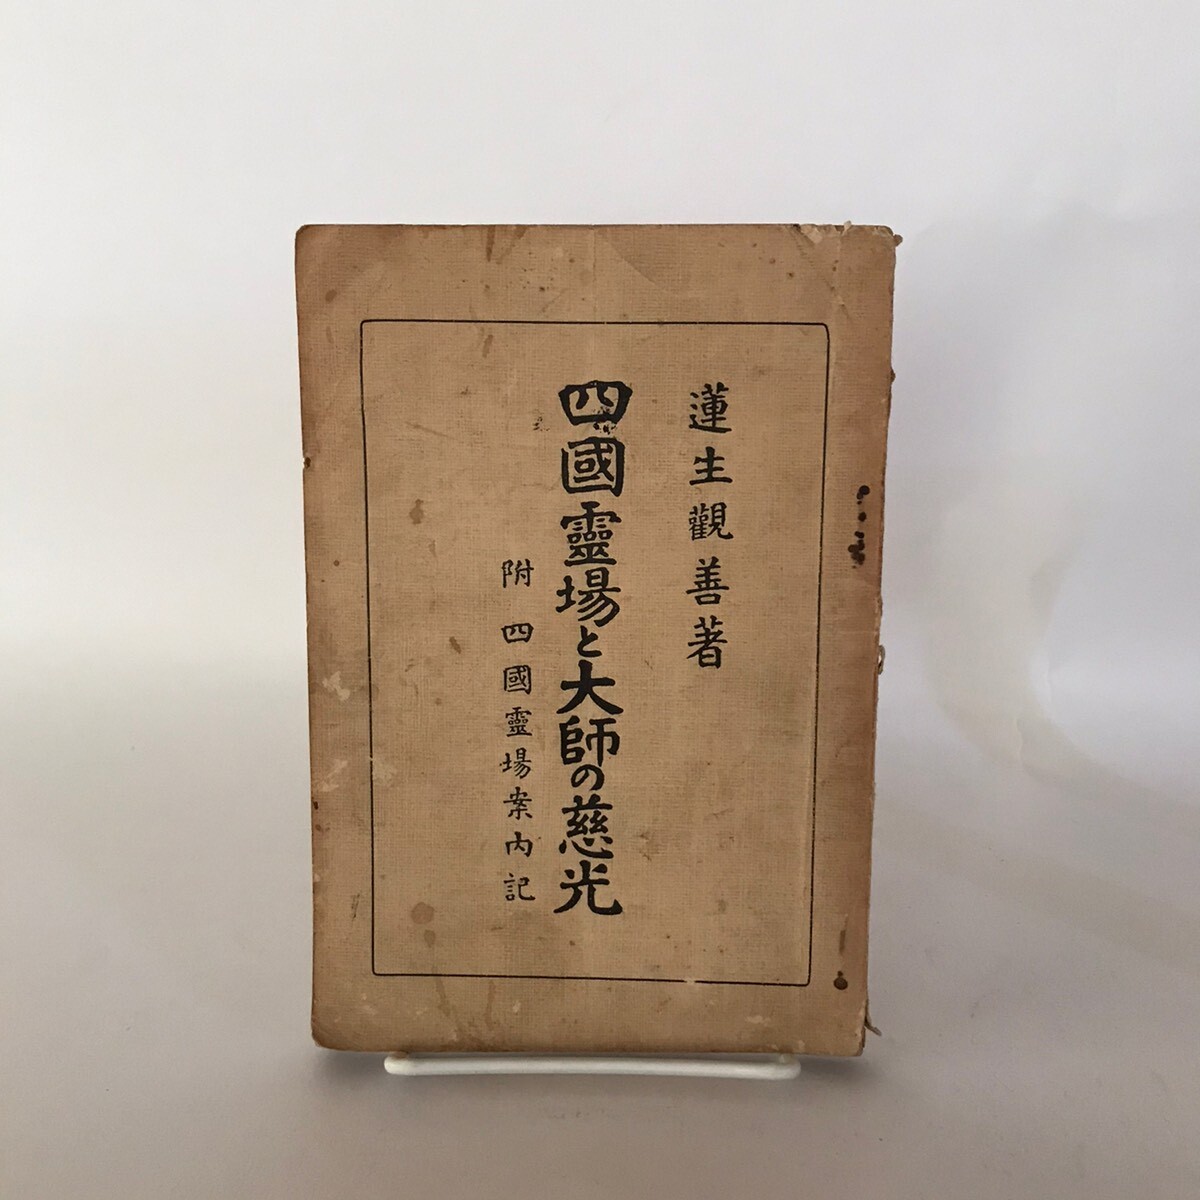 蓮生觀善著
四國靈場と大師の慈光
附 四國靈場案内記